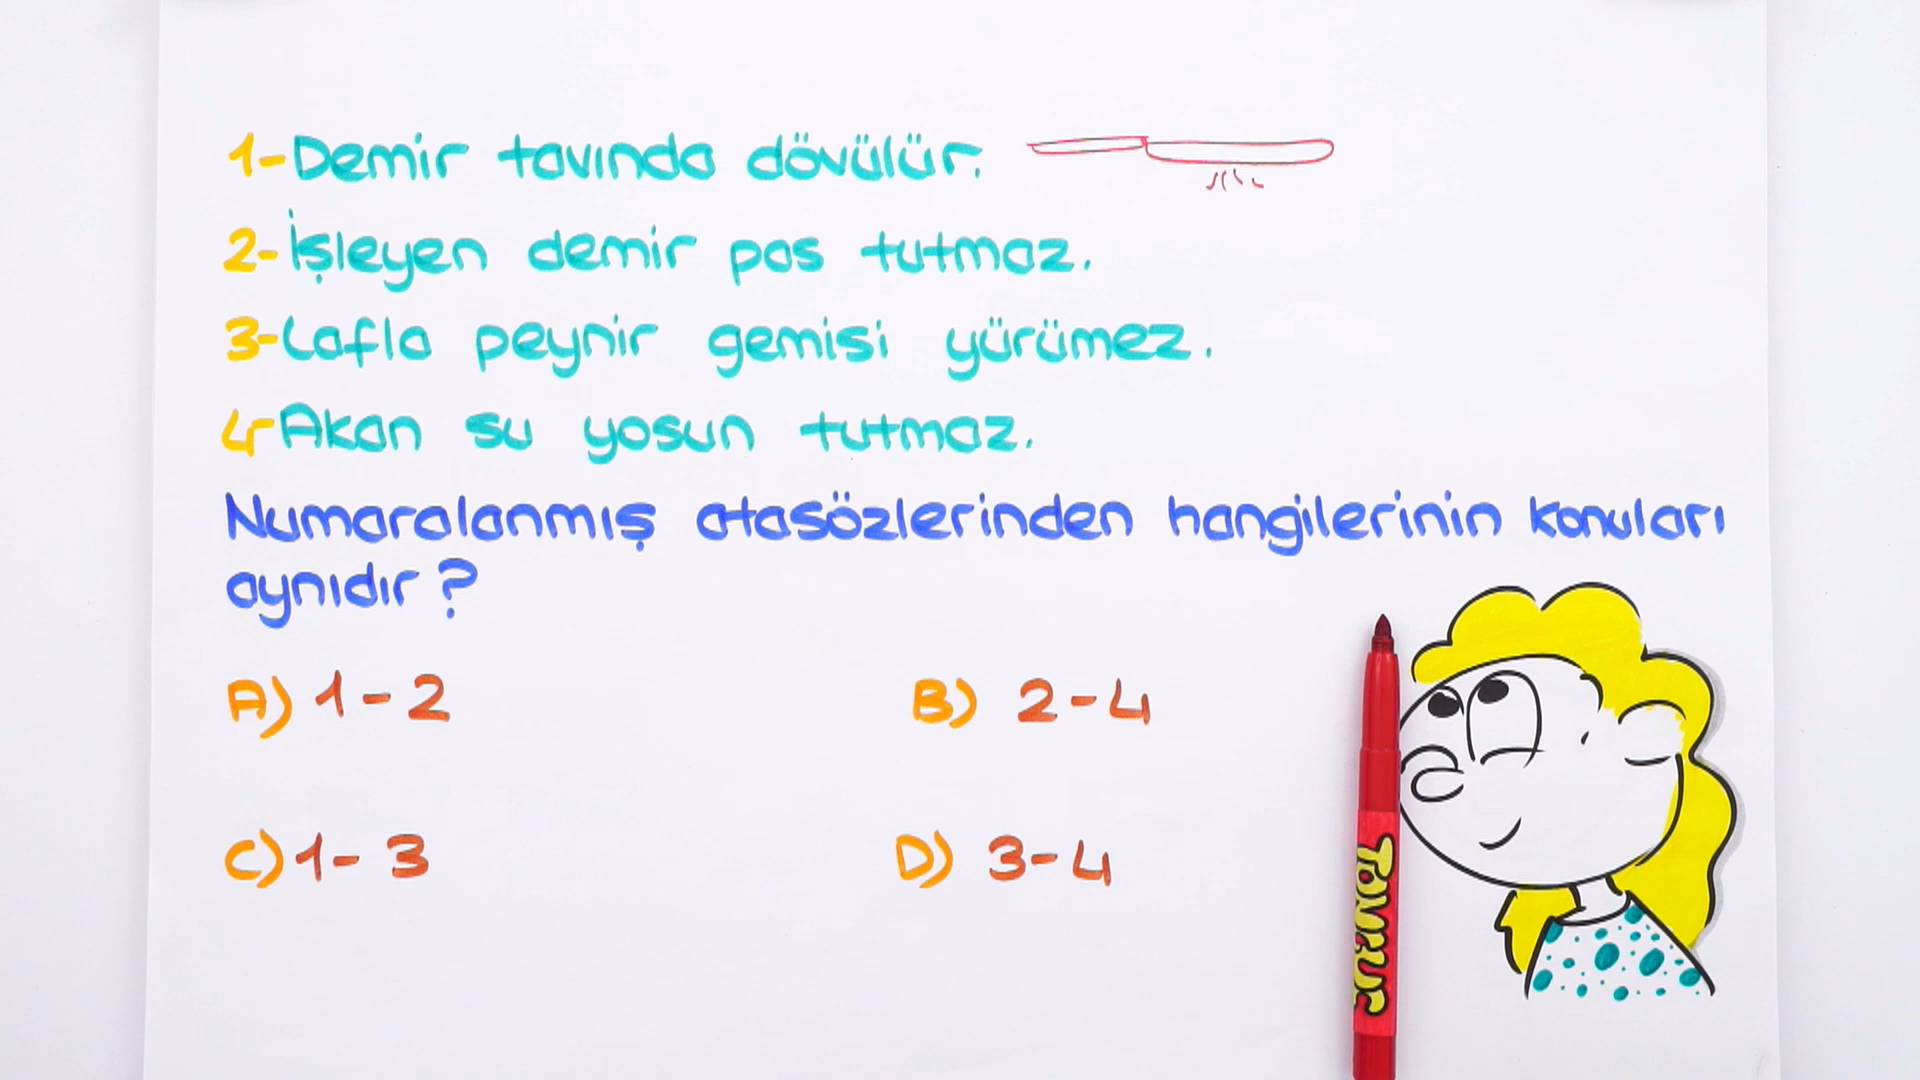 1-Demir tavında dövülür.
2-İşleyen demir pas tutmaz.
3-Lafla peynir gemisi yürümez.
4-Akan su yosun tutmaz.
Numaralanmış atasözlerinden hangilerinin konuları
aynıdır?
A) 1-2
B) 2-4
C) 1-3
D) 3-4